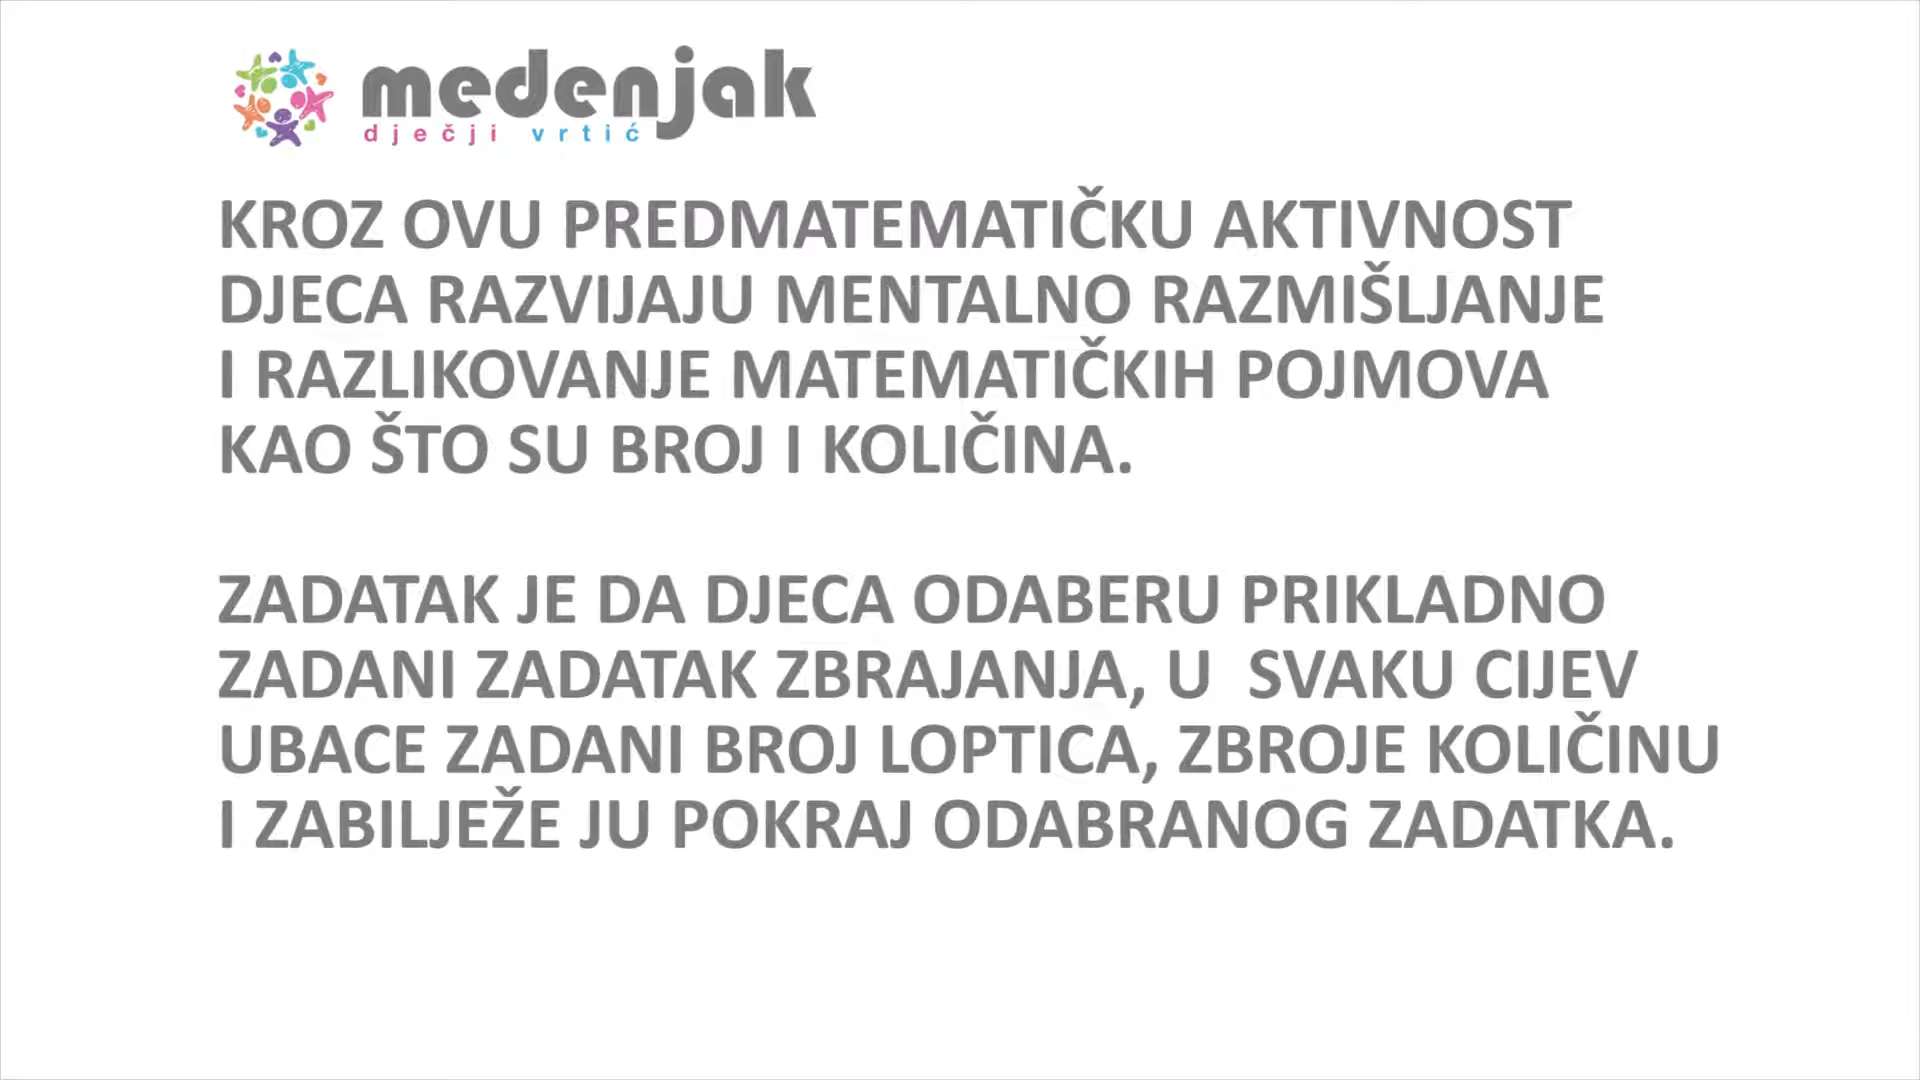 medenjak
dječji vrtić
KROZ OVU PREDMATEMATIČKU AKTIVNOST
DJECA RAZVIJAJU MENTALNO RAZMIŠLJANJE
I RAZLIKOVANJE MATEMATIČKIH POJMOVA
KAO ŠTO SU BROJ I KOLIČINA.
ZADATAK JE DA DJECA ODABERU PRIKLADNO
ZADANI ZADATAK ZBRAJANJA, U  SVAKU CIJEV
UBACE ZADANI BROJ LOPTICA, ZBROJE KOLIČINU
I ZABILJEŽE JU POKRAJ ODABRANOG ZADATKA.